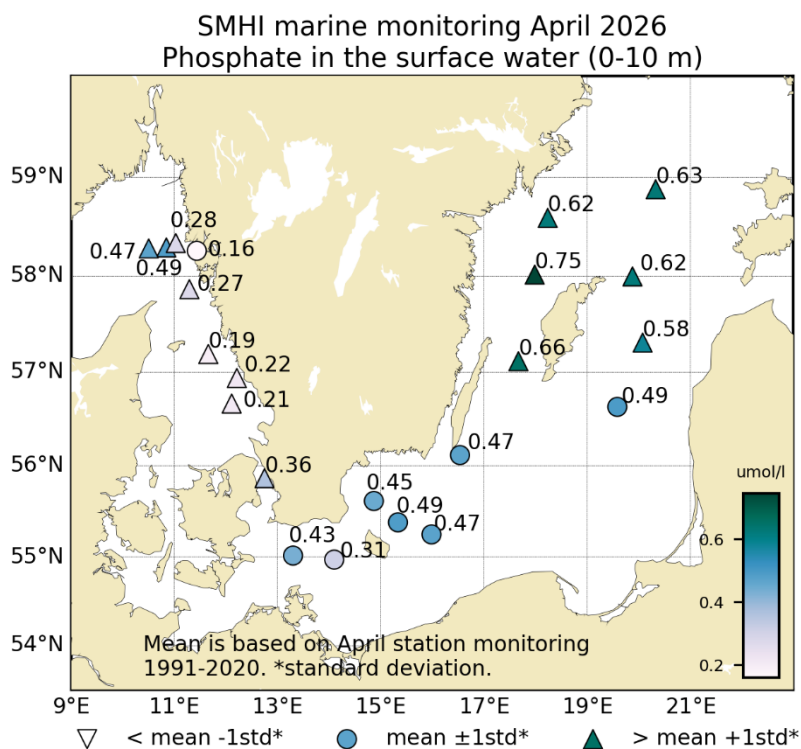 SMHI marine monitoring April 2026
Phosphate in the surface water (0-10 m)
59°N
58°N
57°N
56°N
55°N
54°N
0.63
0.62
0.28
0.47
0.16
0.49
0.75
0.62
0.27
0.19
0.58
0.66
0.22
0.21
0.49
0.47
0.36
0.45
0.49
0.47
0.43
0.31
umol/l
0.6
0.4
0.2
Mean is based on April station monitoring
1991-2020. *standard deviation.
9°E 11°E 13°E 15°E 17°E 19°E 21°E
< mean -1std* mean ±1std* > mean +1std*